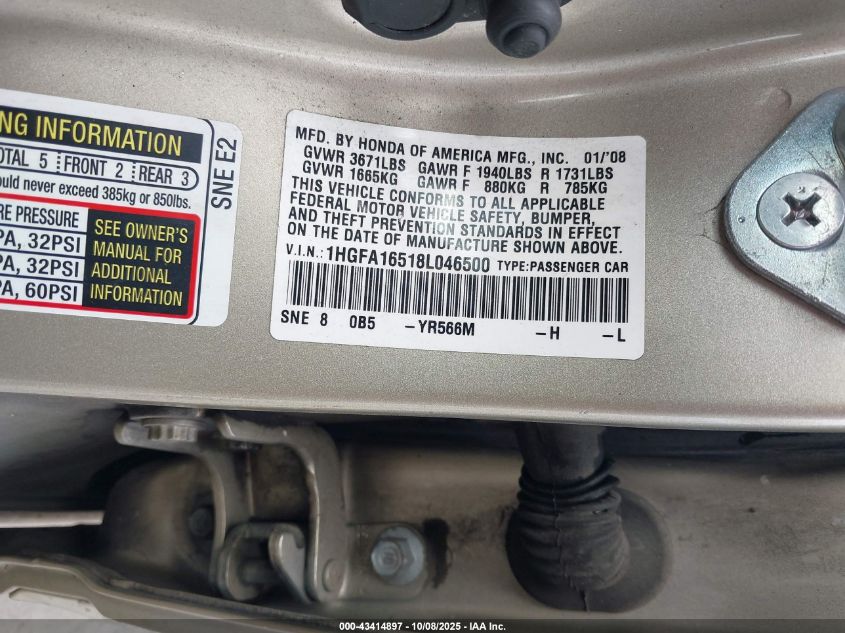 NG INFORMATION
OTAL 5 FRONT 2 REAR 3
ould never exceed 385kg or 850lbs.
RE PRESSURE
PA, 32PSI
PA, 32PSI
PA, 60PSI
SEE OWNER'S
MANUAL FOR
ADDITIONAL
INFORMATION
SNE E2
MFD. BY HONDA OF AMERICA MFG., INC. 01/'08
GVWR 3671LBS GAWR F 1940LBS R 1731LBS
GVWR 1665KG GAWR F 880KG R 785KG
THIS VEHICLE CONFORMS TO ALL APPLICABLE
FEDERAL MOTOR VEHICLE SAFETY, BUMPER,
AND THEFT PREVENTION STANDARDS IN EFFECT
ON THE DATE OF MANUFACTURE SHOWN ABOVE.
V.I.N.: 1HGFA16518L046500 TYPE:PASSENGER CAR
SNE 8 0B5 -YR566M -H -L
000-43414897 - 10/08/2025 - IAA Inc.